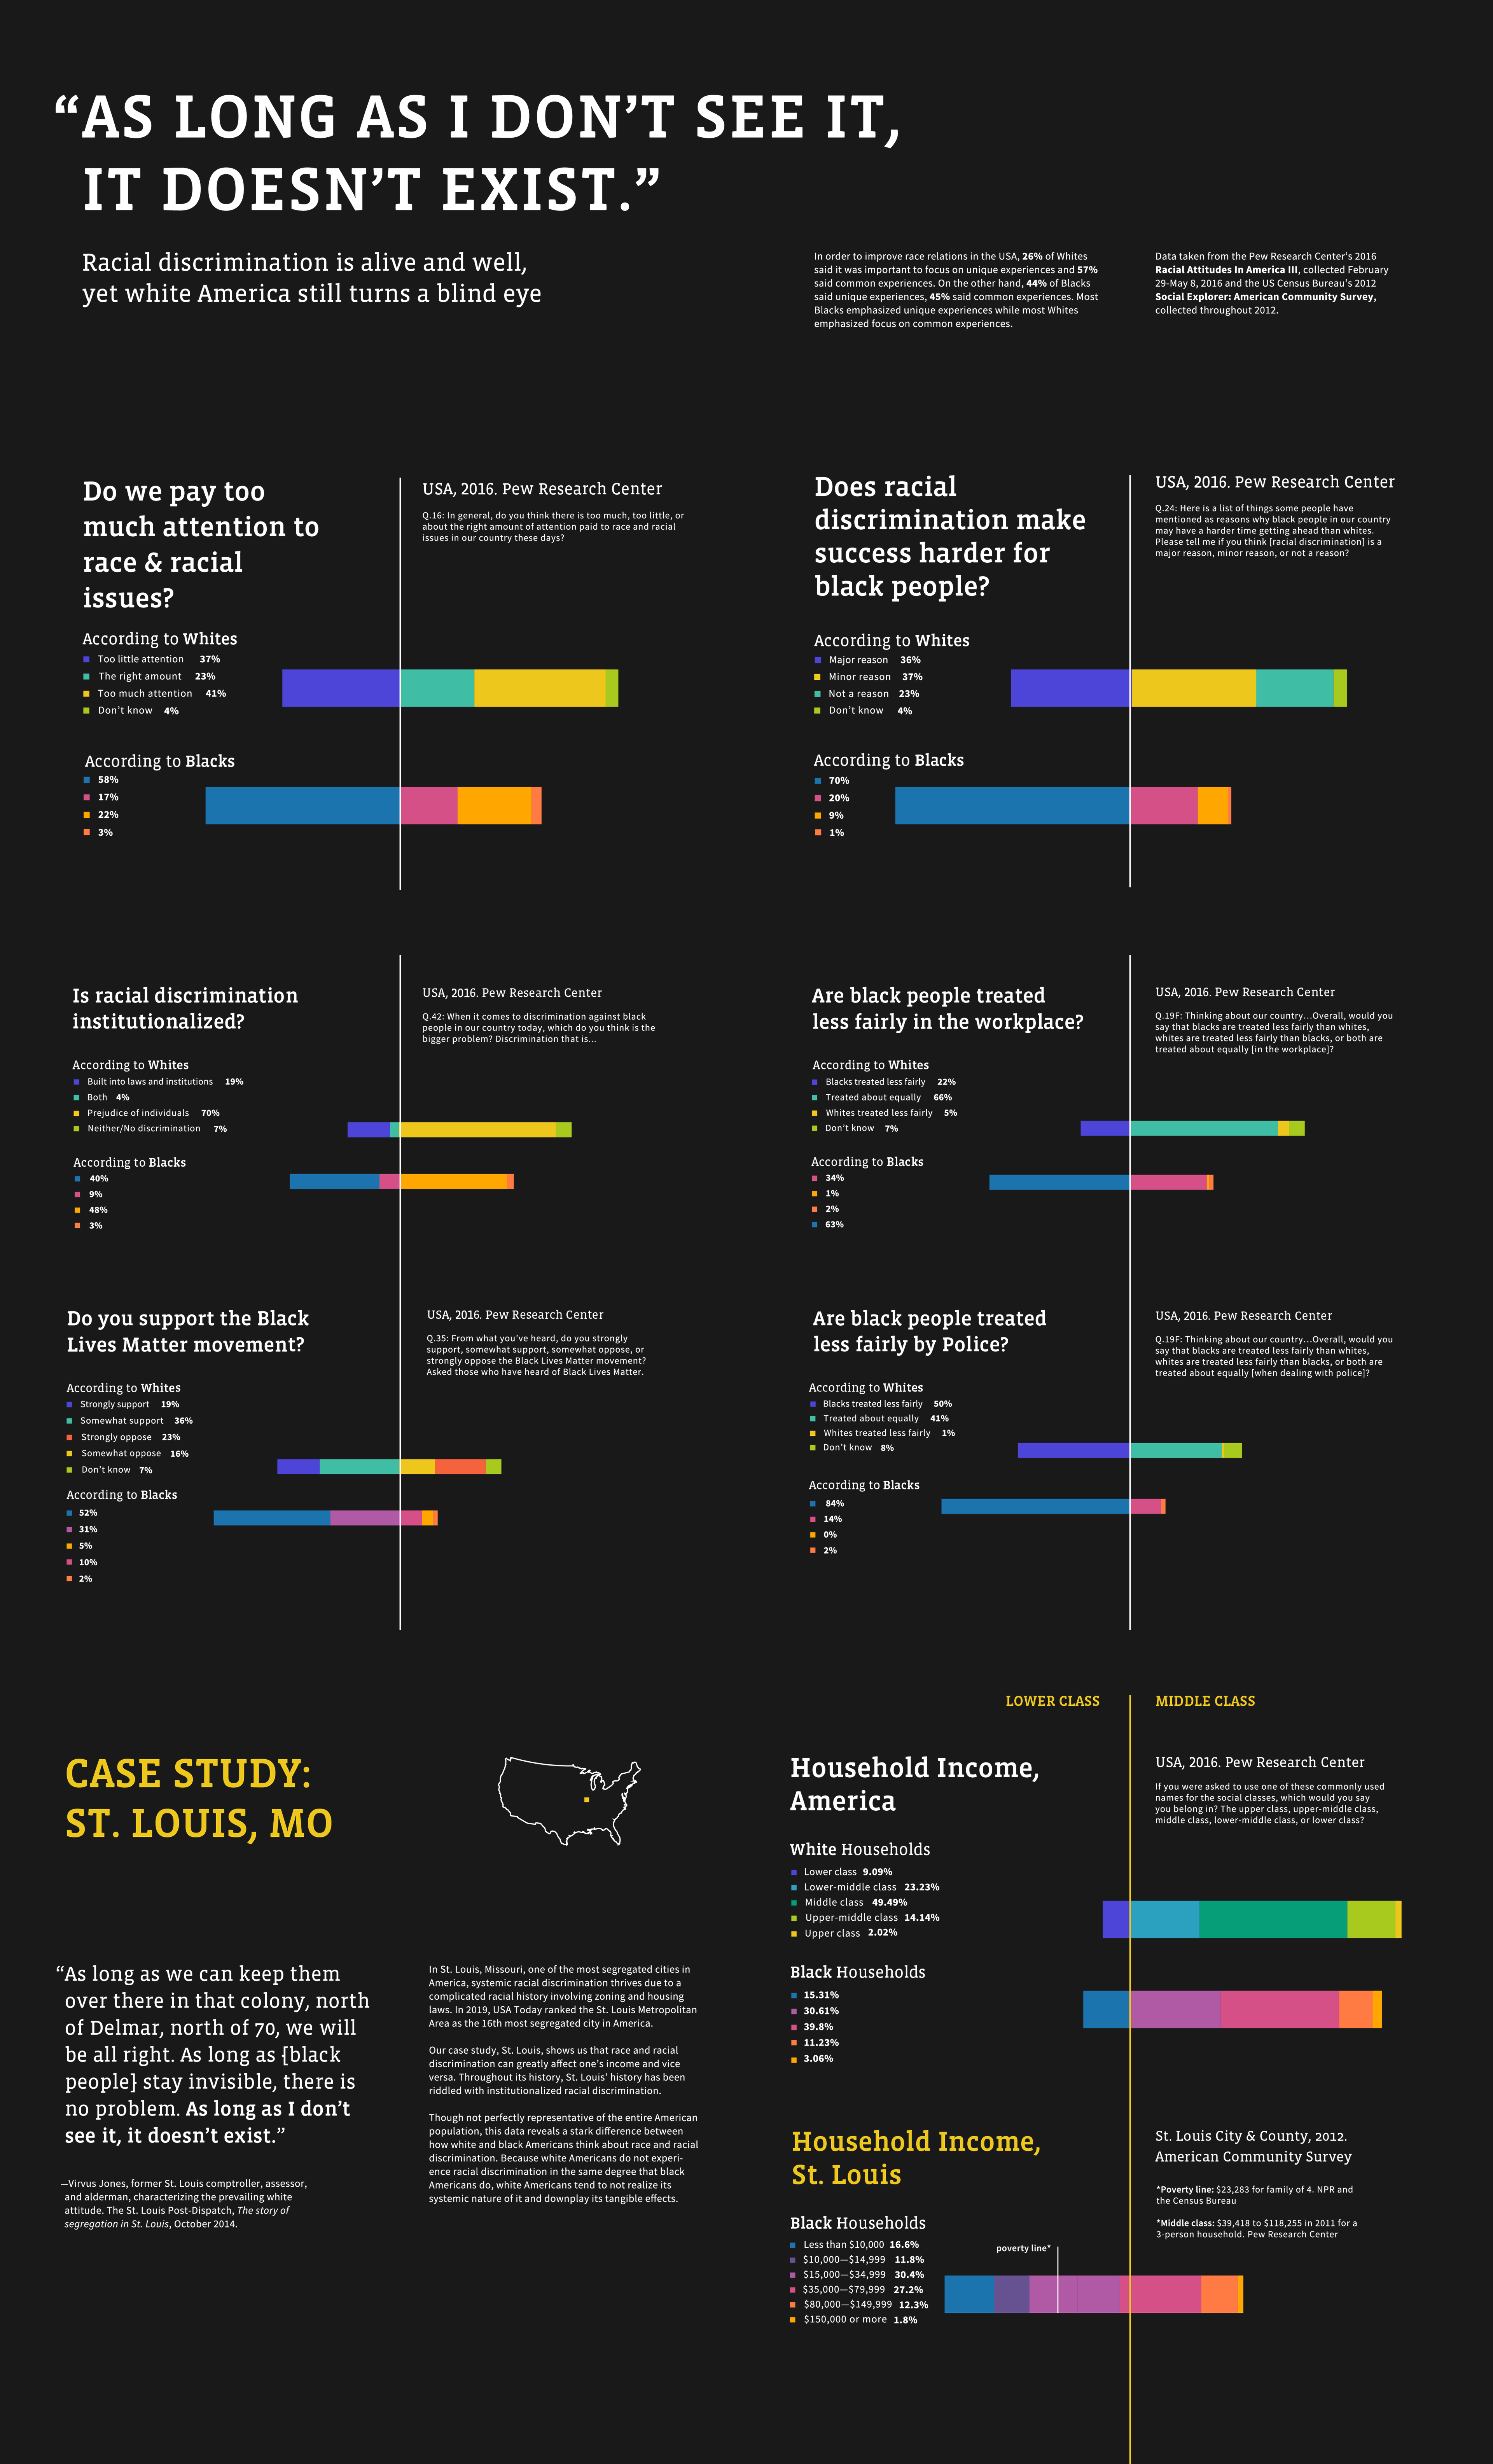 “AS LONG AS I DON’T SEE IT,
IT DOESN’T EXIST.”
Racial discrimination is alive and well,
yet white America still turns a blind eye
In order to improve race relations in the USA, 26% of Whites
said it was important to focus on unique experiences and 57%
said common experiences. On the other hand, 44% of Blacks
said unique experiences, 45% said common experiences. Most
Blacks emphasized unique experiences while most Whites
emphasized focus on common experiences.
Data taken from the Pew Research Center’s 2016
Racial Attitudes In America III, collected February
29-May 8, 2016 and the US Census Bureau’s 2012
Social Explorer: American Community Survey,
collected throughout 2012.
Do we pay too
much attention to
race & racial
issues?
USA, 2016. Pew Research Center
Q.16: In general, do you think there is too much, too little, or
about the right amount of attention paid to race and racial
issues in our country these days?
According to Whites
Too little attention 37%
The right amount 23%
Too much attention 41%
Don’t know 4%
According to Blacks
58%
17%
22%
3%
Does racial
discrimination make
success harder for
black people?
USA, 2016. Pew Research Center
Q.24: Here is a list of things some people have
mentioned as reasons why black people in our country
may have a harder time getting ahead than whites.
Please tell me if you think [racial discrimination] is a
major reason, minor reason, or not a reason?
According to Whites
Major reason 36%
Minor reason 37%
Not a reason 23%
Don’t know 4%
According to Blacks
70%
20%
9%
1%
Is racial discrimination
institutionalized?
USA, 2016. Pew Research Center
Q.42: When it comes to discrimination against black
people in our country today, which do you think is the
bigger problem? Discrimination that is...
According to Whites
Built into laws and institutions 19%
Both 4%
Prejudice of individuals 70%
Neither/No discrimination 7%
According to Blacks
40%
9%
48%
3%
Are black people treated
less fairly in the workplace?
USA, 2016. Pew Research Center
Q.19F: Thinking about our country...Overall, would you
say that blacks are treated less fairly than whites,
whites are treated less fairly than blacks, or both are
treated about equally [in the workplace]?
According to Whites
Blacks treated less fairly 22%
Treated about equally 66%
Whites treated less fairly 5%
Don’t know 7%
According to Blacks
34%
1%
2%
63%
Do you support the Black
Lives Matter movement?
USA, 2016. Pew Research Center
Q.35: From what you’ve heard, do you strongly
support, somewhat support, somewhat oppose, or
strongly oppose the Black Lives Matter movement?
Asked those who have heard of Black Lives Matter.
According to Whites
Strongly support 19%
Somewhat support 36%
Strongly oppose 23%
Somewhat oppose 16%
Don’t know 7%
According to Blacks
52%
31%
5%
10%
2%
Are black people treated
less fairly by Police?
USA, 2016. Pew Research Center
Q.19F: Thinking about our country...Overall, would you
say that blacks are treated less fairly than whites,
whites are treated less fairly than blacks, or both are
treated about equally [when dealing with police]?
According to Whites
Blacks treated less fairly 50%
Treated about equally 41%
Whites treated less fairly 1%
Don’t know 8%
According to Blacks
84%
14%
0%
2%
CASE STUDY:
ST. LOUIS, MO
“As long as we can keep them
over there in that colony, north
of Delmar, north of 70, we will
be all right. As long as {black
people} stay invisible, there is
no problem. As long as I don’t
see it, it doesn’t exist.”
—Virvus Jones, former St. Louis comptroller, assessor,
and alderman, characterizing the prevailing white
attitude. The St. Louis Post-Dispatch, The story of
segregation in St. Louis, October 2014.
In St. Louis, Missouri, one of the most segregated cities in
America, systemic racial discrimination thrives due to a
complicated racial history involving zoning and housing
laws. In 2019, USA Today ranked the St. Louis Metropolitan
Area as the 16th most segregated city in America.
Our case study, St. Louis, shows us that race and racial
discrimination can greatly affect one’s income and vice
versa. Throughout its history, St. Louis’ history has been
riddled with institutionalized racial discrimination.
Though not perfectly representative of the entire American
population, this data reveals a stark difference between
how white and black Americans think about race and racial
discrimination. Because white Americans do not experi-
ence racial discrimination in the same degree that black
Americans do, white Americans tend to not realize its
systemic nature of it and downplay its tangible effects.
LOWER CLASS
MIDDLE CLASS
Household Income,
America
USA, 2016. Pew Research Center
If you were asked to use one of these commonly used
names for the social classes, which would you say
you belong in? The upper class, upper-middle class,
middle class, lower-middle class, or lower class?
White Households
Lower class 9.09%
Lower-middle class 23.23%
Middle class 49.49%
Upper-middle class 14.14%
Upper class 2.02%
Black Households
15.31%
30.61%
39.8%
11.23%
3.06%
Household Income,
St. Louis
St. Louis City & County, 2012.
American Community Survey
*Poverty line: $23,283 for family of 4. NPR and
the Census Bureau
*Middle class: $39,418 to $118,255 in 2011 for a
3-person household. Pew Research Center
Black Households
Less than $10,000 16.6%
$10,000—$14,999 11.8%
$15,000—$34,999 30.4%
$35,000—$79,999 27.2%
$80,000—$149,999 12.3%
$150,000 or more 1.8%
poverty line*